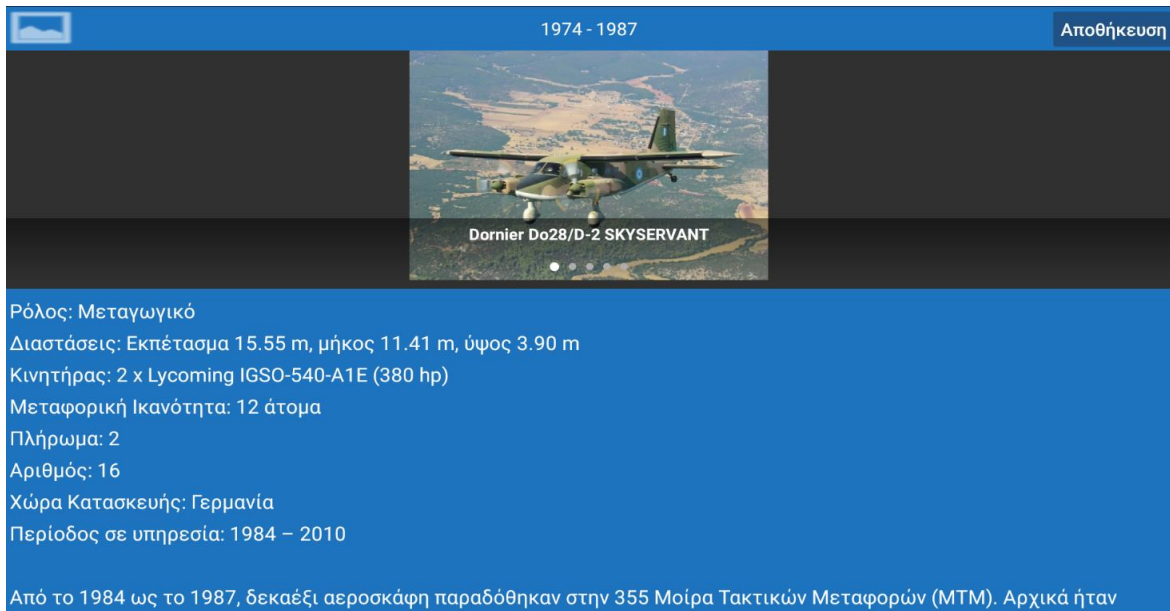 1974 - 1987
Αποθήκευση
Dornier Do28/D-2 SKYSERVANT
Ρόλος: Μεταγωγικό
Διαστάσεις: Εκπέτασμα 15.55 m, μήκος 11.41 m, ύψος 3.90 m
Κινητήρας: 2 x Lycoming IGSO-540-A1E (380 hp)
Μεταφορική Ικανότητα: 12 άτομα
Πλήρωμα: 2
Αριθμός: 16
Χώρα Κατασκευής: Γερμανία
Περίοδος σε υπηρεσία: 1984 – 2010
Από το 1984 ως το 1987, δεκαέξι αεροσκάφη παραδόθηκαν στην 355 Μοίρα Τακτικών Μεταφορών (ΜΤΜ). Αρχικά ήταν